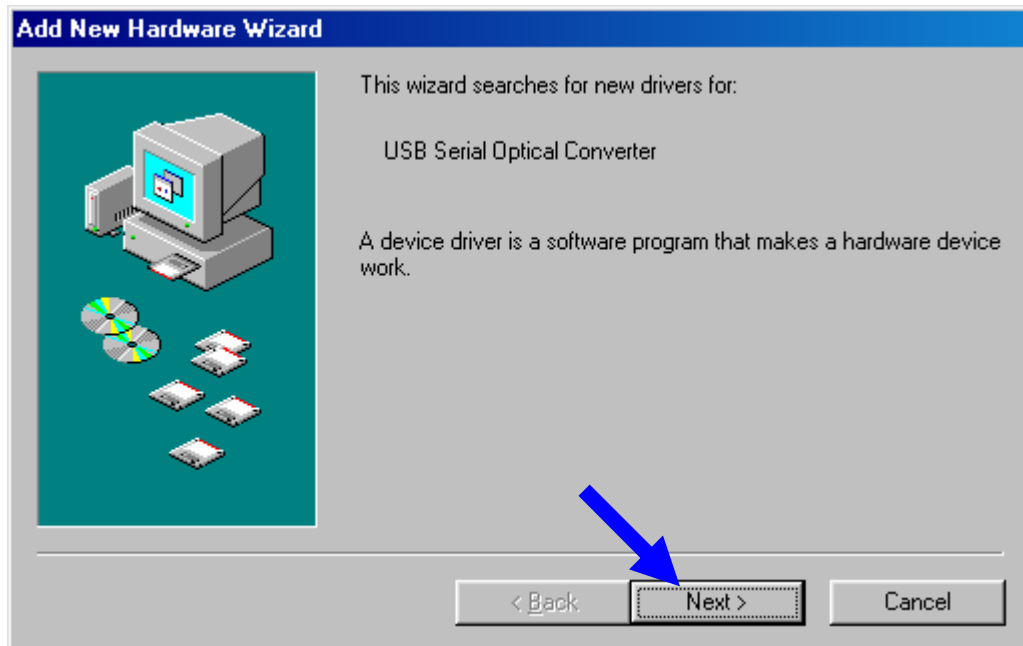 Add New Hardware Wizard
This wizard searches for new drivers for:
USB Serial Optical Converter
A device driver is a software program that makes a hardware device
work.
< Back Next > Cancel